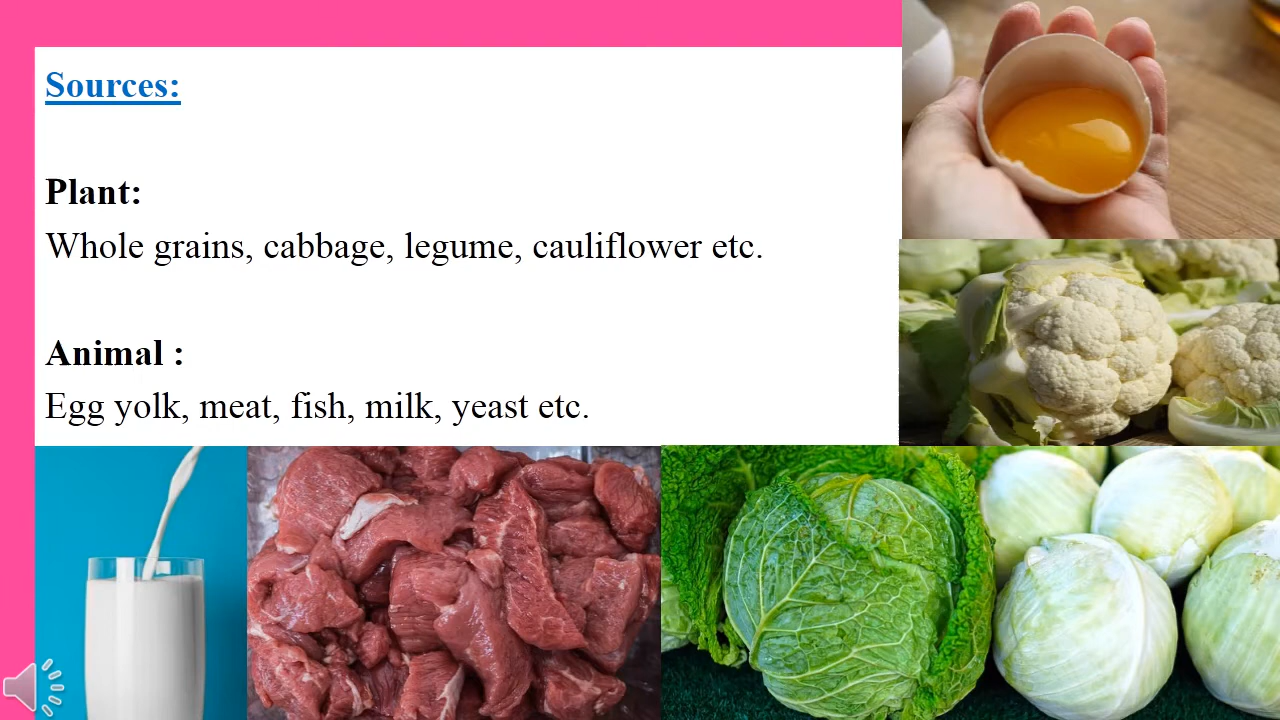 Sources:
Plant:
Whole grains, cabbage, legume, cauliflower etc.
Animal :
Egg yolk, meat, fish, milk, yeast etc.